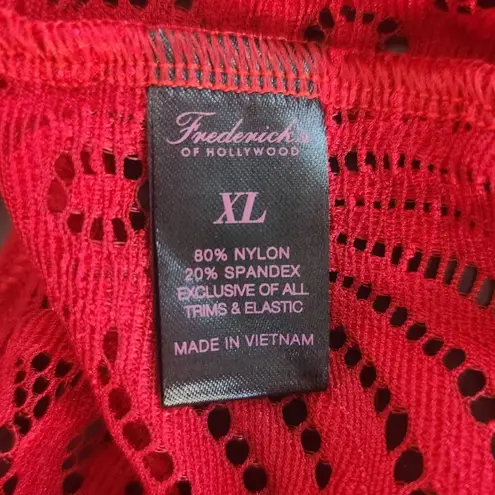 Frederick's
OF HOLLYWOOD
XL
80% NYLON
20% SPANDEX
EXCLUSIVE OF ALL
TRIMS & ELASTIC
MADE IN VIETNAM